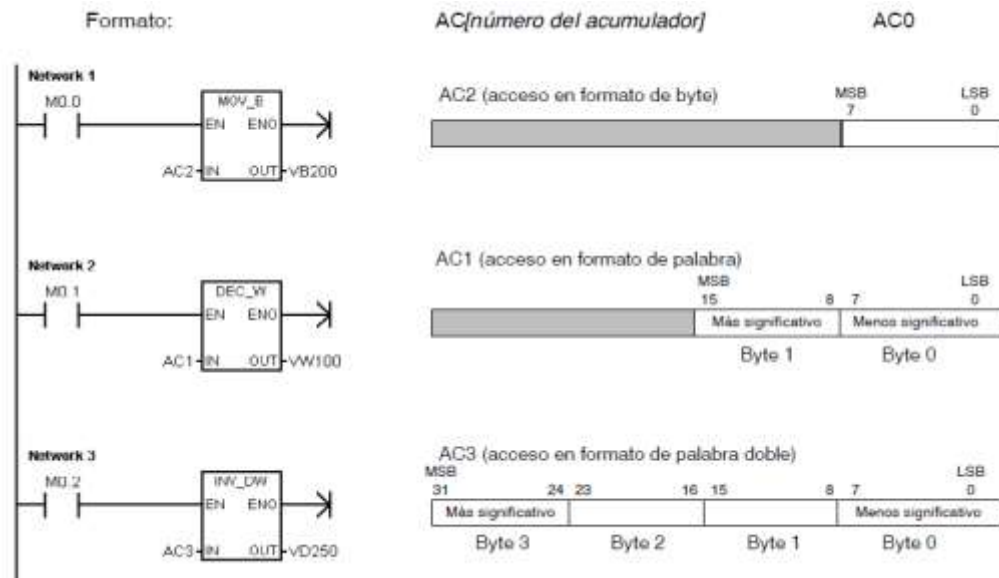 Formato: AC[número del acumulador] AC0
Network 1
M0.0
MOV_B
EN ENO
AC2 IN OUT VB200
AC2 (acceso en formato de byte)
MSB LSB
7 0
Network 2
M0.1
DEC_W
EN ENO
AC1 IN OUT VW100
AC1 (acceso en formato de palabra)
MSB LSB
15 8 7 0
Más significativo Menos significativo
Byte 1 Byte 0
Network 3
M0.2
INV_DW
EN ENO
AC3 IN OUT VD250
AC3 (acceso en formato de palabra doble)
MSB LSB
31 24 23 16 15 8 7 0
Más significativo Menos significativo
Byte 3 Byte 2 Byte 1 Byte 0